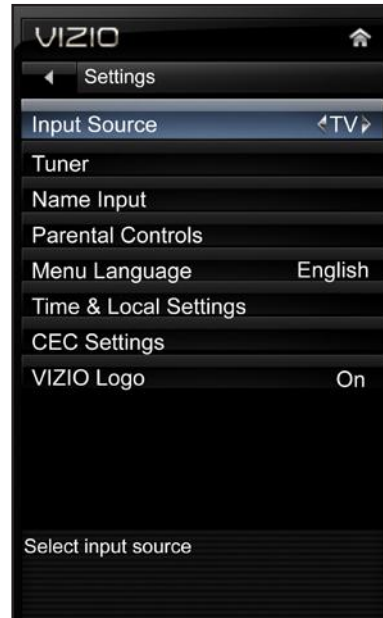 VIZIO
Settings
Input Source TV
Tuner
Name Input
Parental Controls
Menu Language English
Time & Local Settings
CEC Settings
VIZIO Logo On
Select input source